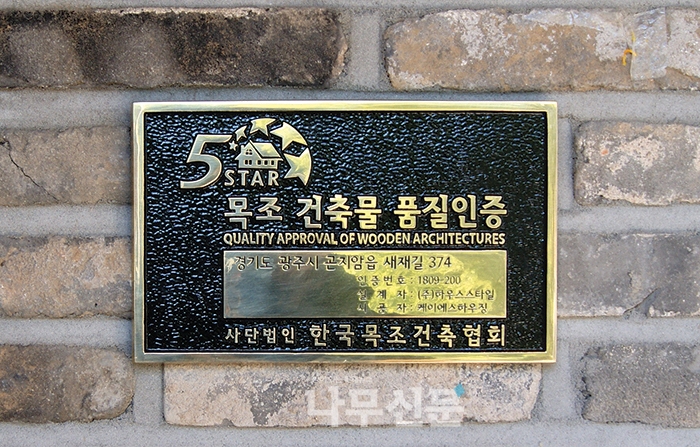 5 STAR
목조 건축물 품질인증
QUALITY APPROVAL OF WOODEN ARCHITECTURES
경기도 광주시 곤지암읍 새재길 374
인증번호 : 1809-200
설 계 자 : (주)하우스스타일
시 공 자 : 케이에스하우징
사단법인 한국목조건축협회
나무신문